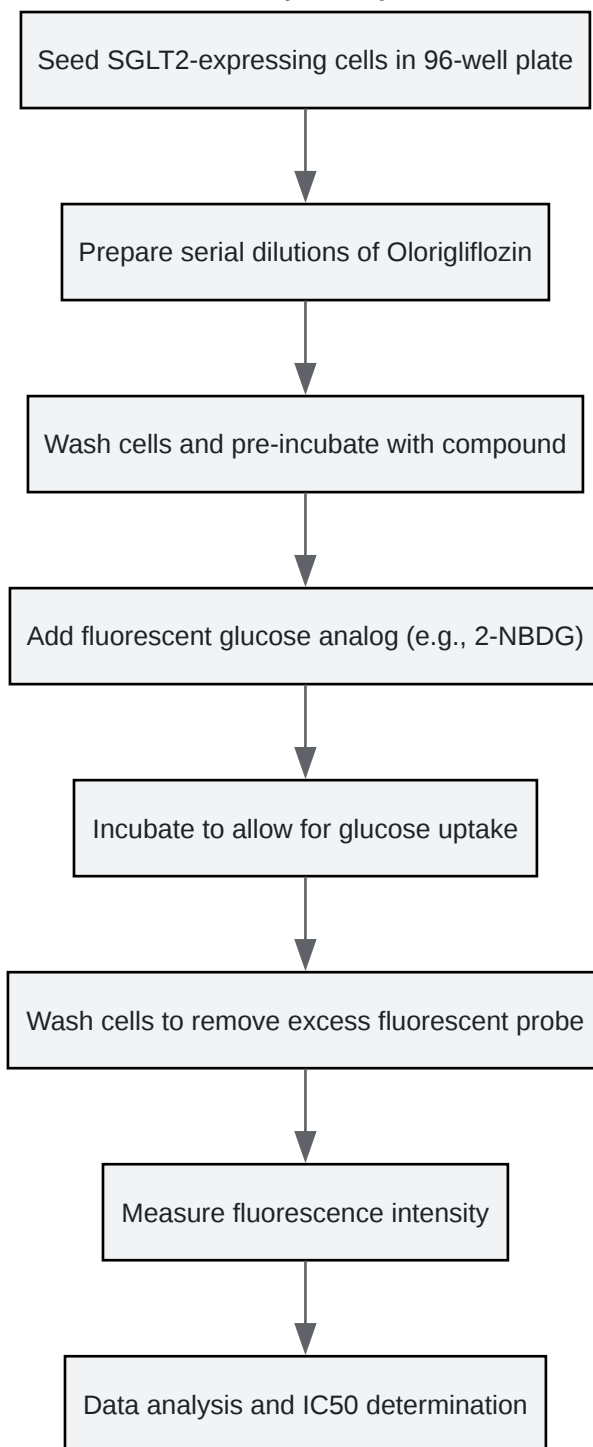 Seed SGLT2-expressing cells in 96-well plate
Prepare serial dilutions of Olorigliflozin
Wash cells and pre-incubate with compound
Add fluorescent glucose analog (e.g., 2-NBDG)
Incubate to allow for glucose uptake
Wash cells to remove excess fluorescent probe
Measure fluorescence intensity
Data analysis and IC50 determination